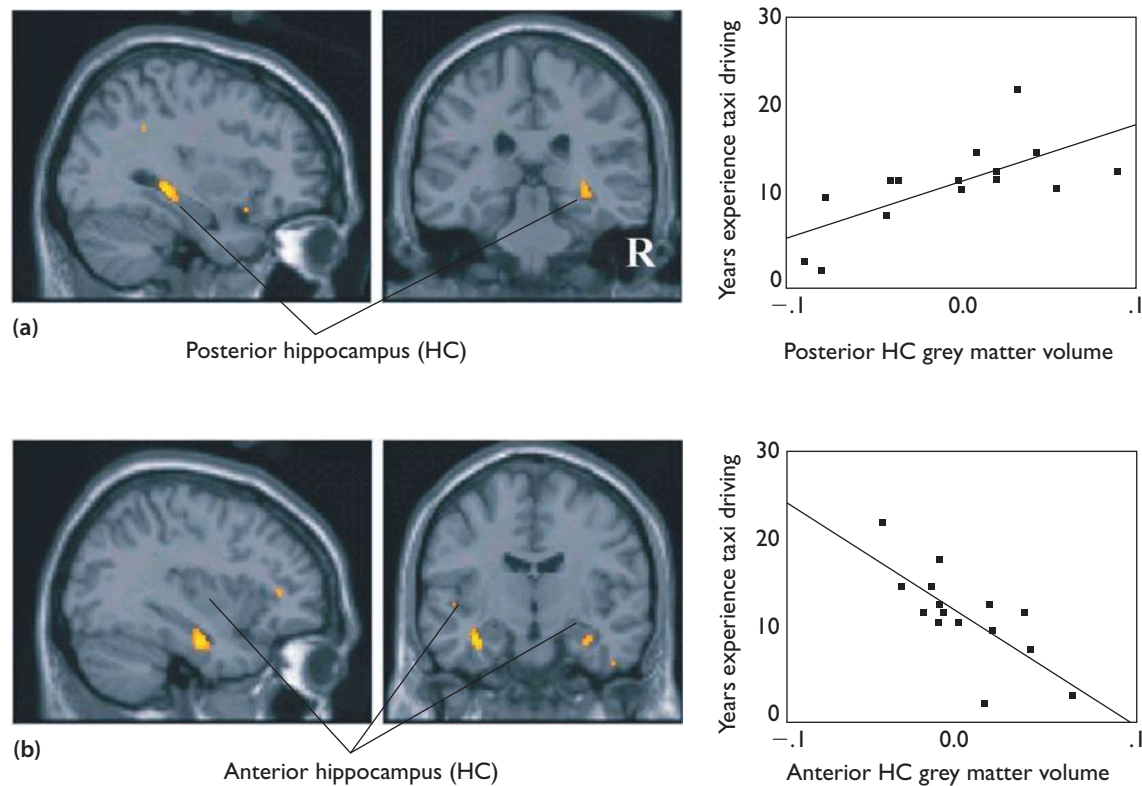 R
(a)
Posterior hippocampus (HC)
Years experience taxi driving
30
20
10
0
−.1
0.0
.1
Posterior HC grey matter volume
(b)
Anterior hippocampus (HC)
Years experience taxi driving
30
20
10
0
−.1
0.0
.1
Anterior HC grey matter volume